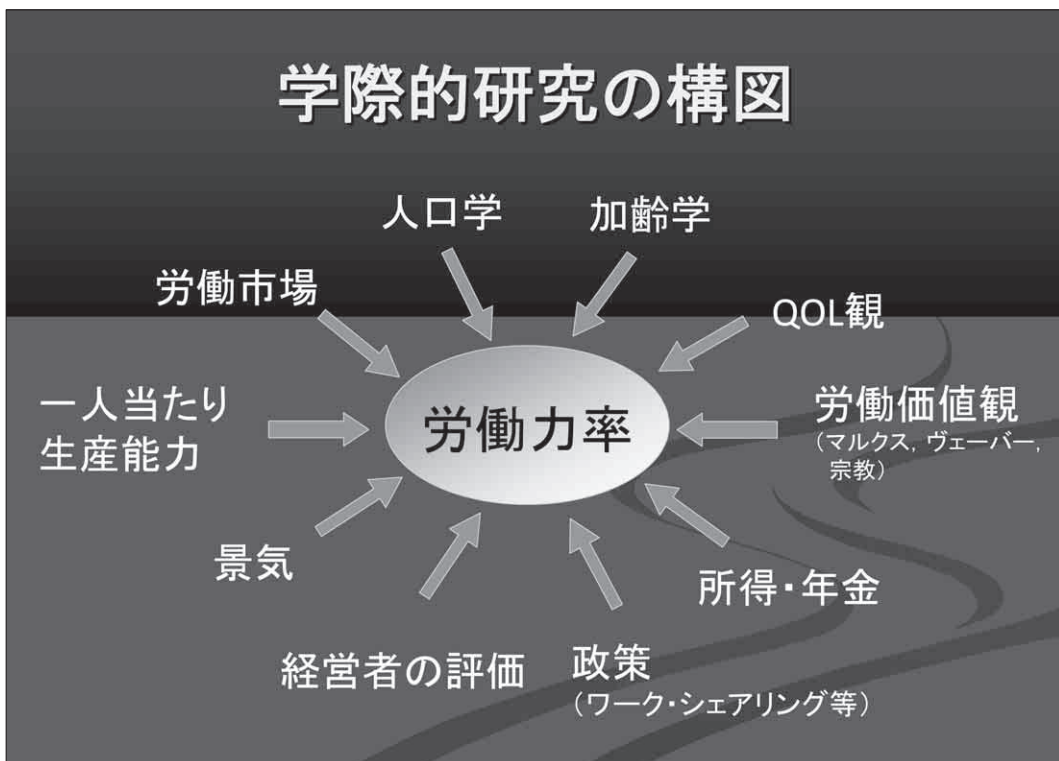 学際的研究の構図
人口学
加齢学
労働市場
QOL観
一人当たり
生産能力
労働力率
労働価値観
(マルクス, ヴェーバー,
宗教)
景気
所得・年金
経営者の評価
政策
(ワーク・シェアリング等)